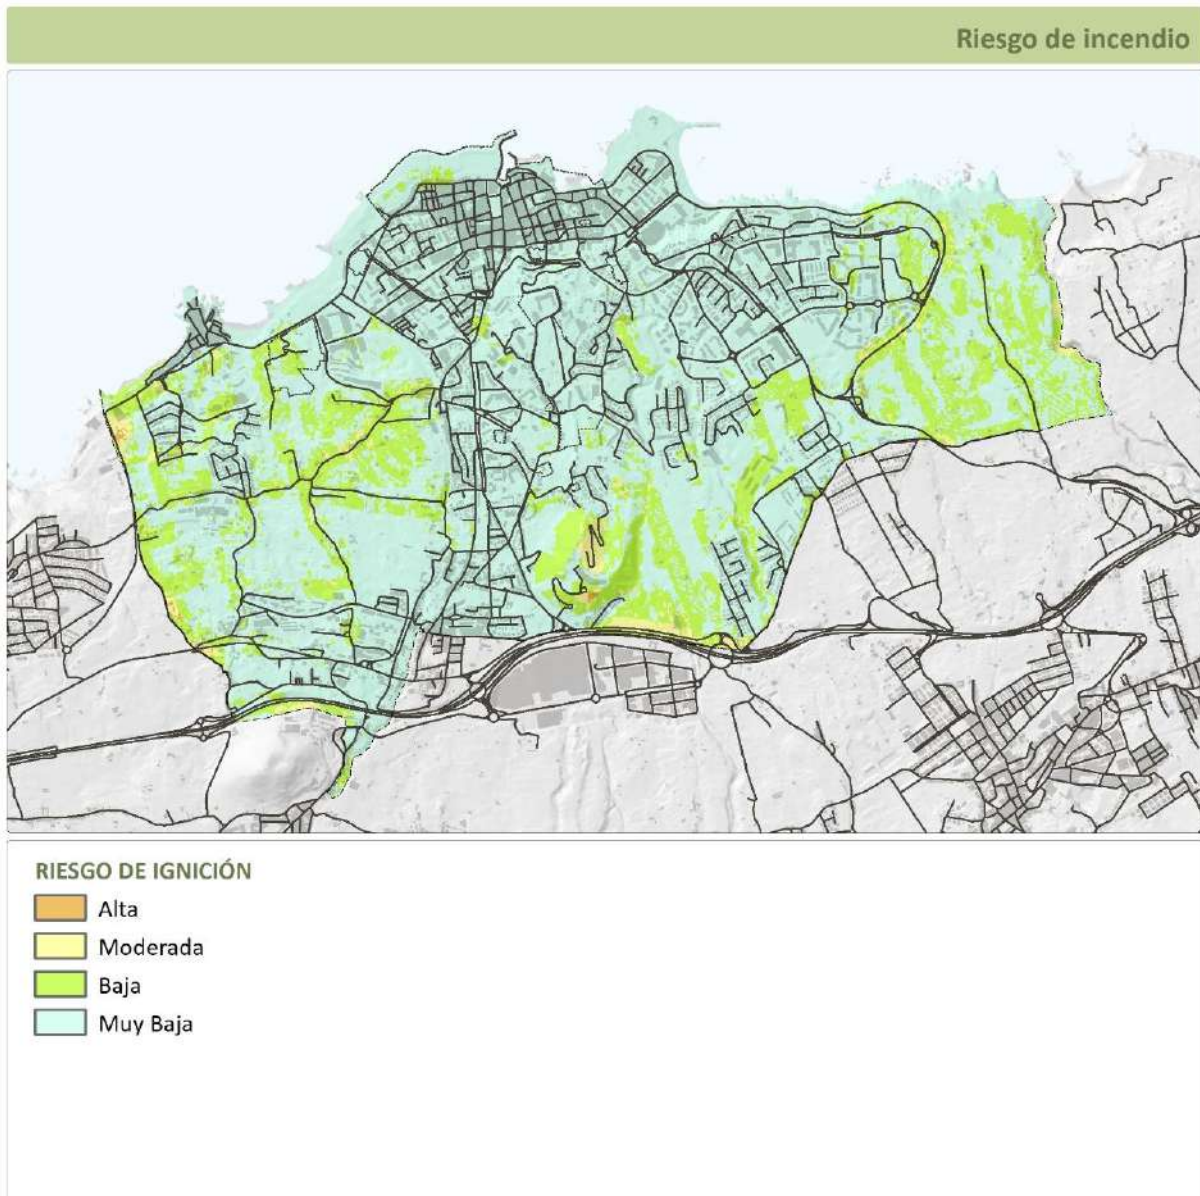 Riesgo de incendio
RIESGO DE IGNICIÓN
Alta
Moderada
Baja
Muy Baja